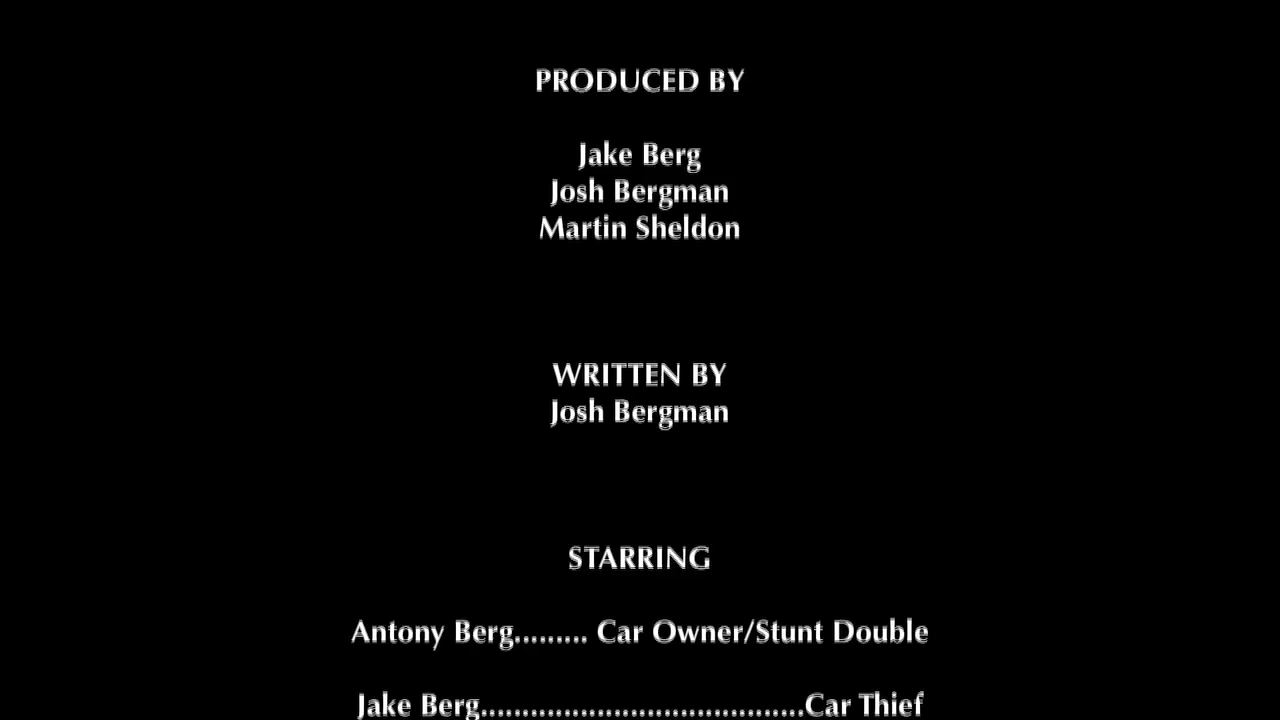 PRODUCED BY
Jake Berg
Josh Bergman
Martin Sheldon
WRITTEN BY
Josh Bergman
STARRING
Antony Berg......... Car Owner/Stunt Double
Jake Berg.......................................Car Thief